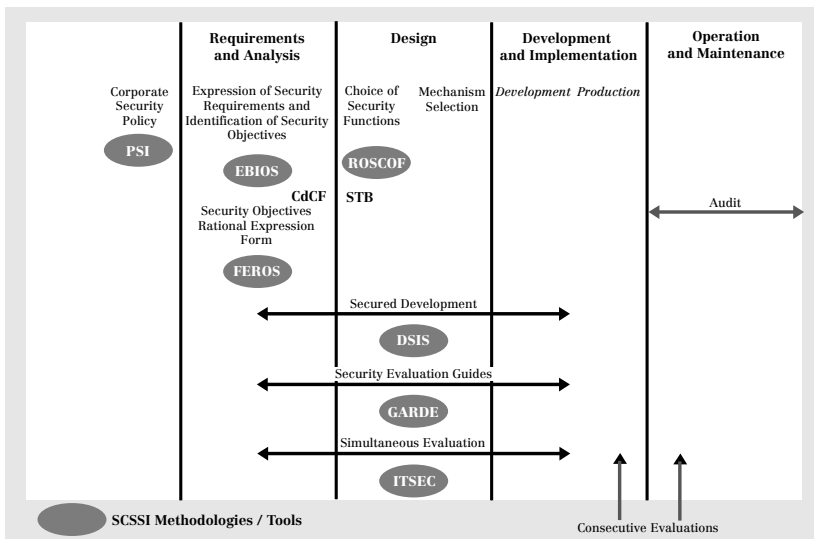 Requirements
and Analysis
Design
Development
and Implementation
Operation
and Maintenance
Corporate
Security
Policy
PSI
Expression of Security
Requirements and
Identification of Security
Objectives
EBIOS
Choice of
Security
Functions
ROSCOF
Mechanism
Selection
Development Production
CdCF
STB
Security Objectives
Rational Expression
Form
FEROS
Audit
Secured Development
DSIS
Security Evaluation Guides
GARDE
Simultaneous Evaluation
ITSEC
SCSSI Methodologies / Tools
Consecutive Evaluations